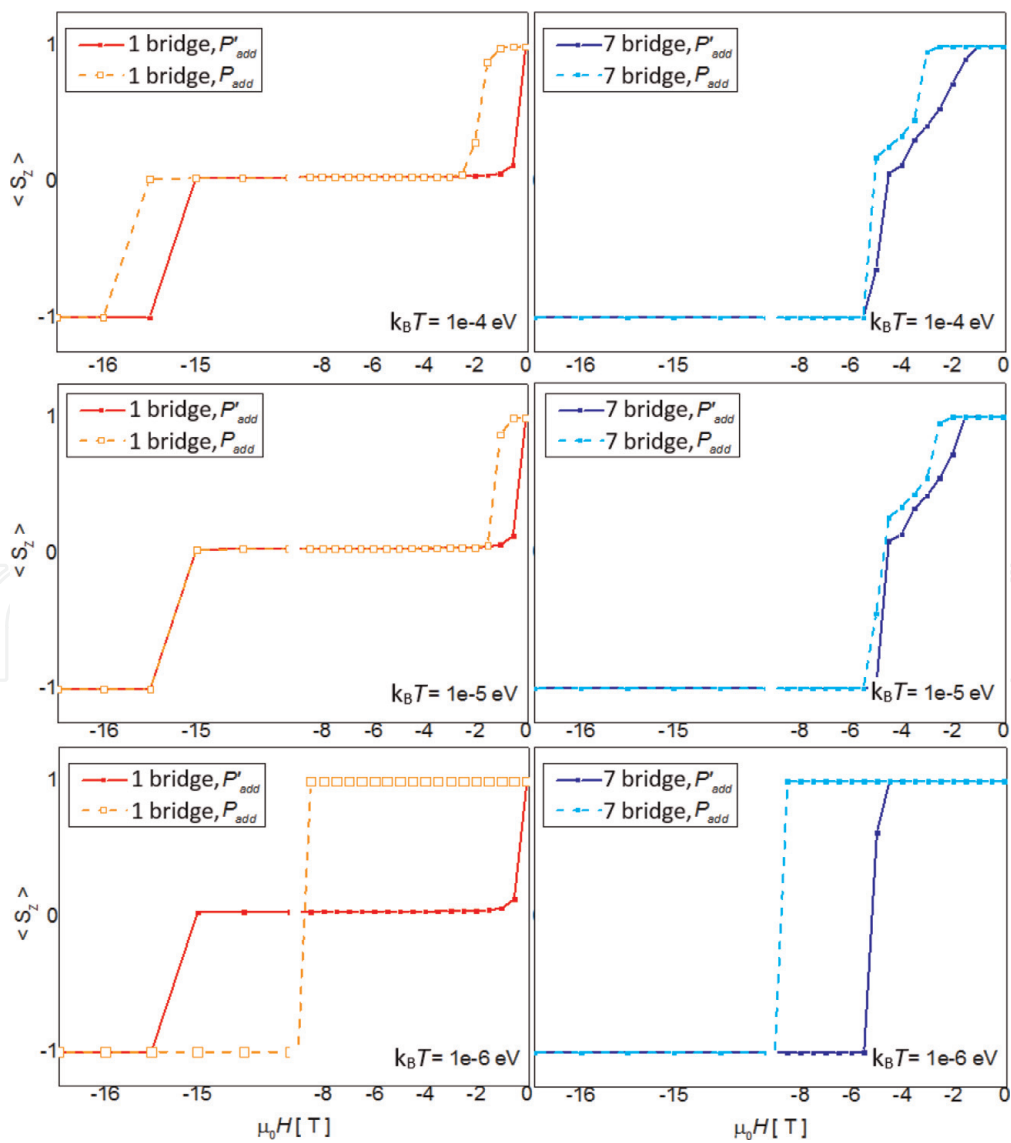 1 bridge, P'add
1 bridge, Padd
7 bridge, P'add
7 bridge, Padd
1
0
-1
< SZ >
kBT = 1e-4 eV
kBT = 1e-4 eV
-16 -15 -8 -6 -4 -2 0
-16 -15 -8 -6 -4 -2 0
1 bridge, P'add
1 bridge, Padd
7 bridge, P'add
7 bridge, Padd
1
0
-1
< SZ >
kBT = 1e-5 eV
kBT = 1e-5 eV
-16 -15 -8 -6 -4 -2 0
-16 -15 -8 -6 -4 -2 0
1 bridge, P'add
1 bridge, Padd
7 bridge, P'add
7 bridge, Padd
1
0
-1
< SZ >
kBT = 1e-6 eV
kBT = 1e-6 eV
-16 -15 -8 -6 -4 -2 0
-16 -15 -8 -6 -4 -2 0
μ0H [ T ]
μ0H [ T ]